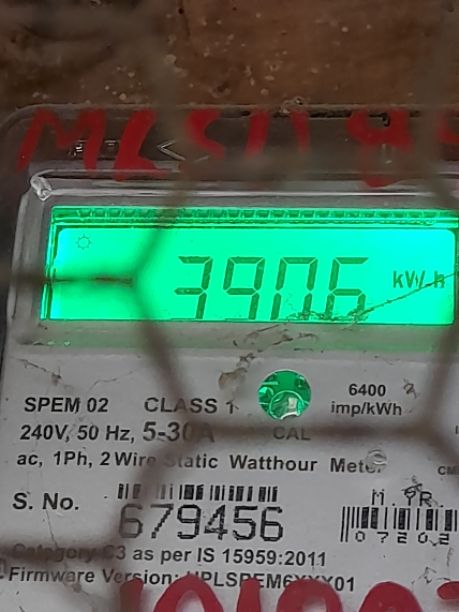 3906 kW.h
SPEM 02 CLASS 1
6400
imp/kWh
240V, 50 Hz, 5-30A
CAL
ac, 1Ph, 2 Wire Static Watthour Meter
S. No.
679456
M. YR.
Category C3 as per IS 15959:2011
Firmware Version: